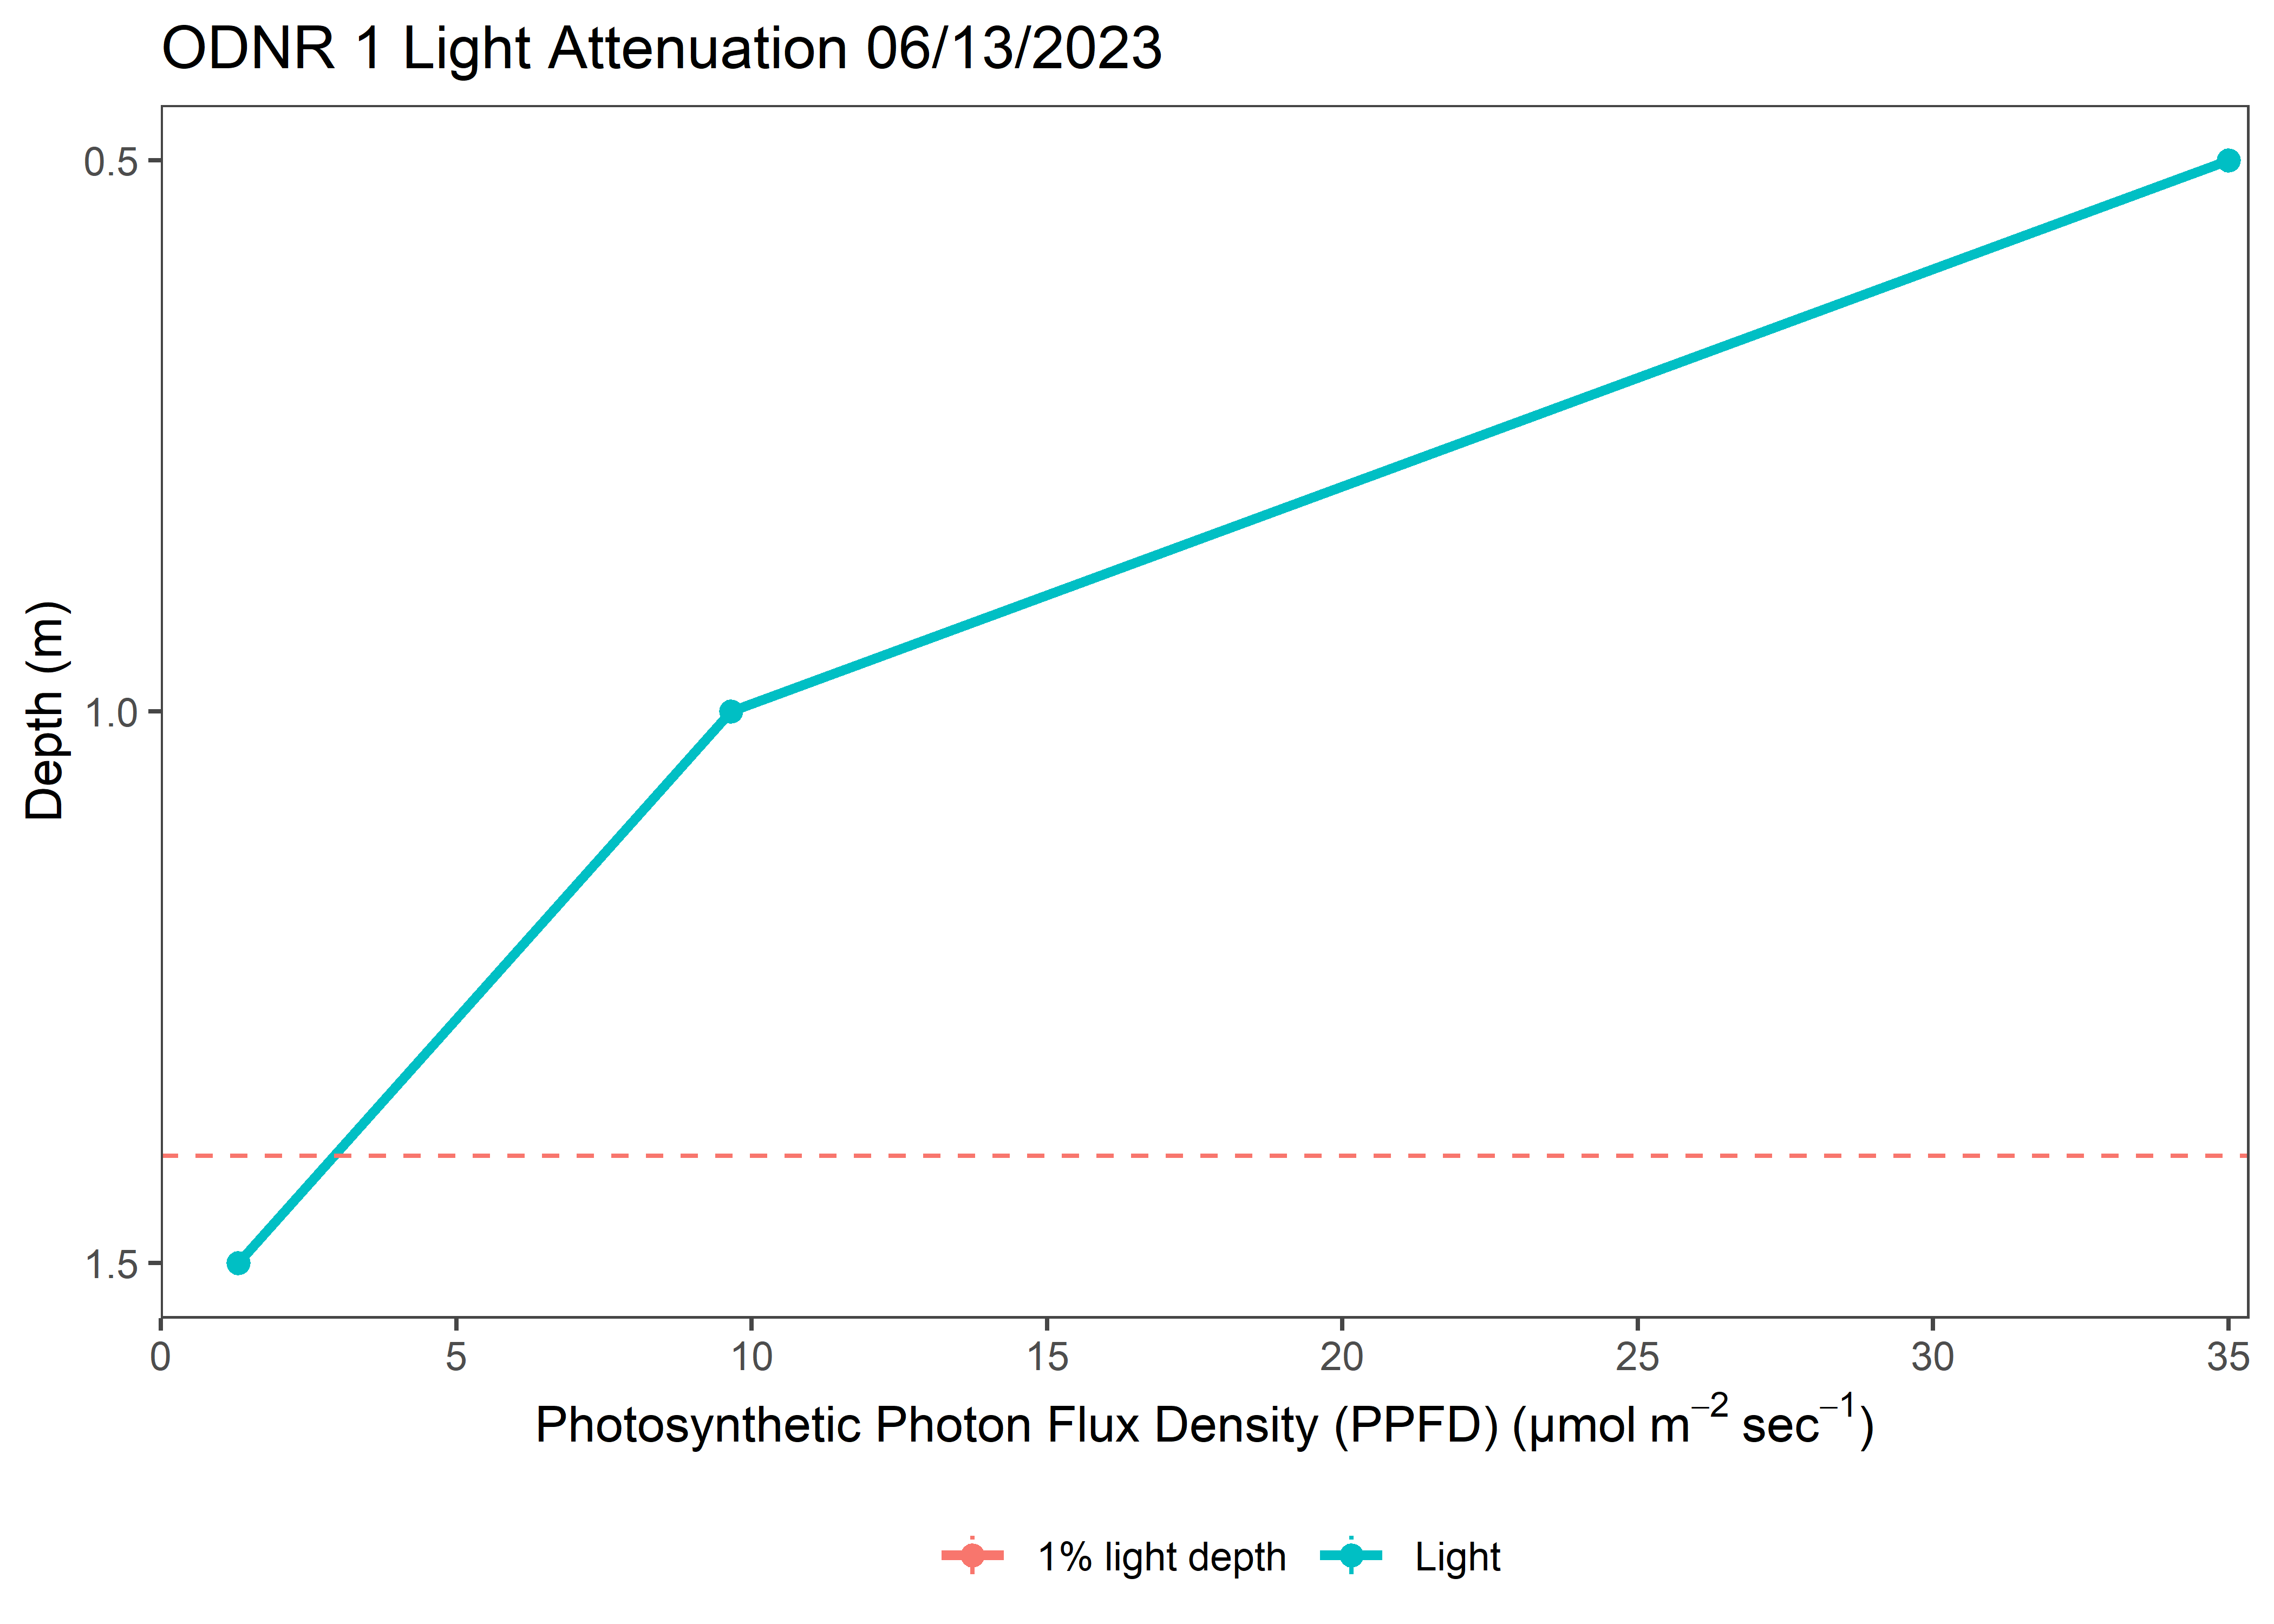 ODNR 1 Light Attenuation 06/13/2023
0.5
1.0
1.5
Depth (m)
0 5 10 15 20 25 30 35
Photosynthetic Photon Flux Density (PPFD) (μmol m⁻² sec⁻¹)
1% light depth Light